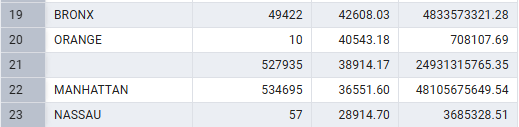 19 BRONX 49422 42608.03 4833573321.28
20 ORANGE 10 40543.18 708107.69
21 527935 38914.17 24931315765.35
22 MANHATTAN 534695 36551.60 48105675649.54
23 NASSAU 57 28914.70 3685328.51